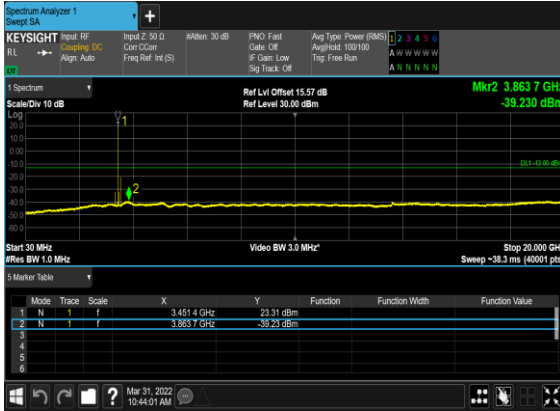 Spectrum Analyzer 1
Swept SA
+
KEYSIGHT Input: RF Input Z: 50 Ω #Atten: 30 dB PNO: Fast Avg Type: Power (RMS) 1 2 3 4 5 6
RL Coupling: DC Corr CCorr Gate: Off Avg|Hold: 100/100 A W W W W W
Align: Auto Freq Ref: Int (S) IF Gain: Low Trig: Free Run
Sig Track: Off A N N N N N
1 Spectrum
Scale/Div 10 dB
Ref Lvl Offset 15.57 dB
Ref Level 30.00 dBm
Mkr2 3.863 7 GHz
-39.230 dBm
Log
20.0
10.0
0.00
-10.0
-20.0
-30.0
-40.0
-50.0
-60.0
1
2
DL1 -13.00 dBm
Start 30 MHz Video BW 3.0 MHz* Stop 20.000 GHz
#Res BW 1.0 MHz Sweep ~38.3 ms (40001 pts)
5 Marker Table
Mode Trace Scale X Y Function Function Width Function Value
1 N 1 f 3.451 4 GHz 23.31 dBm
2 N 1 f 3.863 7 GHz -39.23 dBm
3
4
5
6
?
Mar 31, 2022
10:44:01 AM